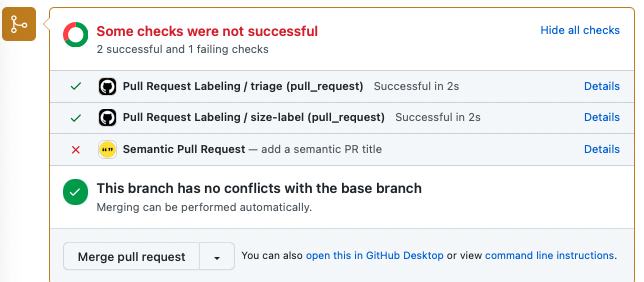 Some checks were not successful
Hide all checks
2 successful and 1 failing checks
Pull Request Labeling / triage (pull_request) Successful in 2s Details
Pull Request Labeling / size-label (pull_request) Successful in 2s Details
Semantic Pull Request — add a semantic PR title Details
This branch has no conflicts with the base branch
Merging can be performed automatically.
Merge pull request You can also open this in GitHub Desktop or view command line instructions.